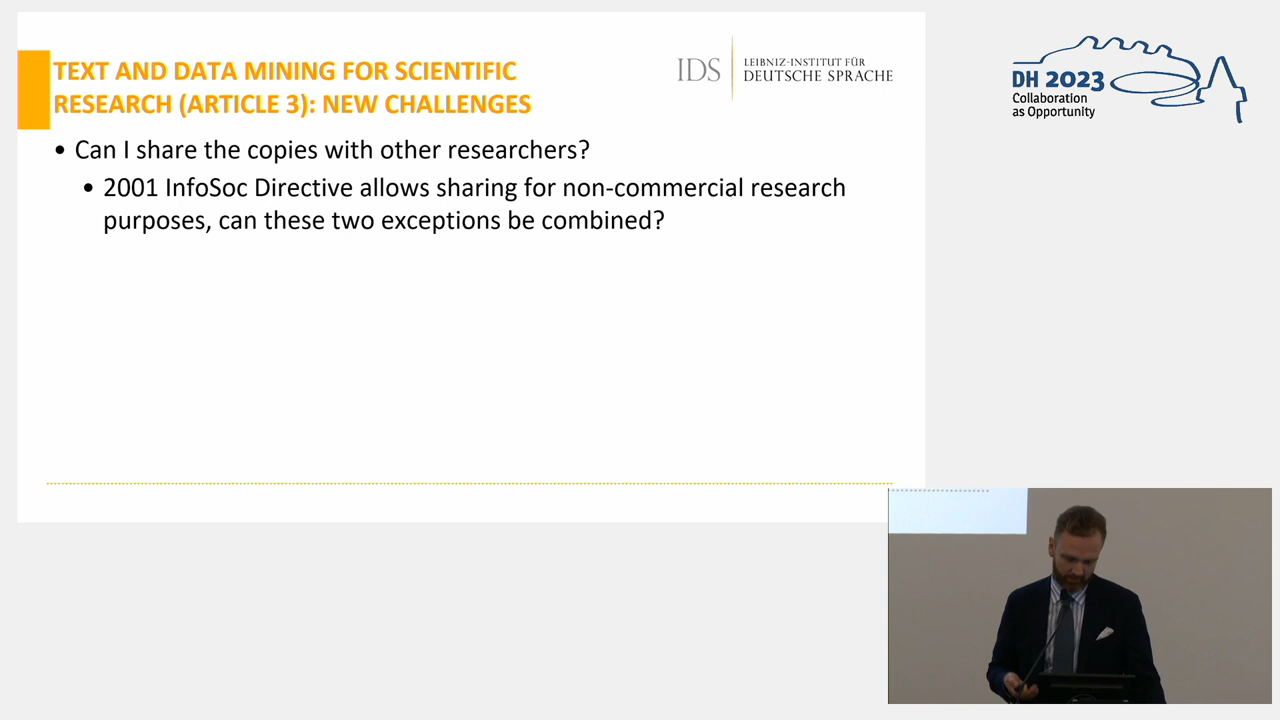 TEXT AND DATA MINING FOR SCIENTIFIC
RESEARCH (ARTICLE 3): NEW CHALLENGES
IDS
LEIBNIZ-INSTITUT FÜR
DEUTSCHE SPRACHE
DH 2023
Collaboration
as Opportunity
• Can I share the copies with other researchers?
• 2001 InfoSoc Directive allows sharing for non-commercial research
purposes, can these two exceptions be combined?